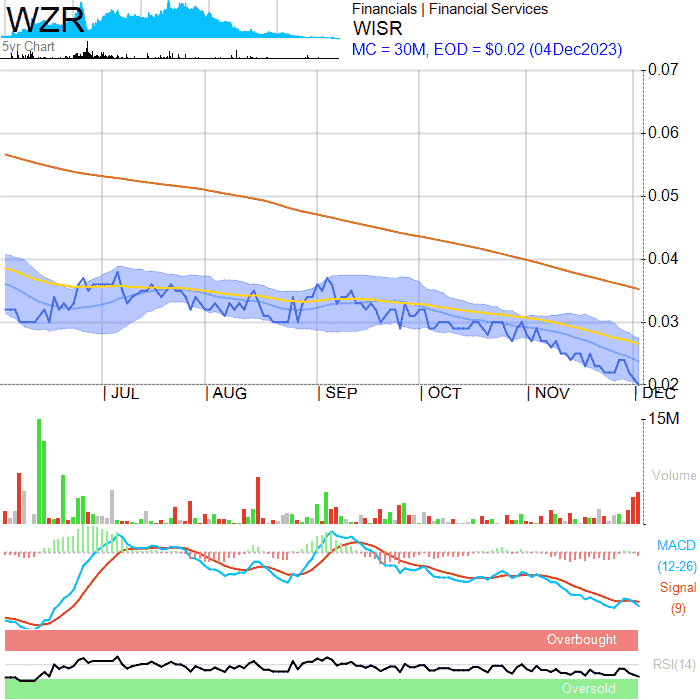 WZR
5yr Chart
Financials | Financial Services
WISR
MC = 30M, EOD = $0.02 (04Dec2023)
0.07
0.06
0.05
0.04
0.03
0.02
JUL AUG SEP OCT NOV DEC
15M
Volume
MACD
(12-26)
Signal
(9)
Overbought
RSI(14)
Oversold